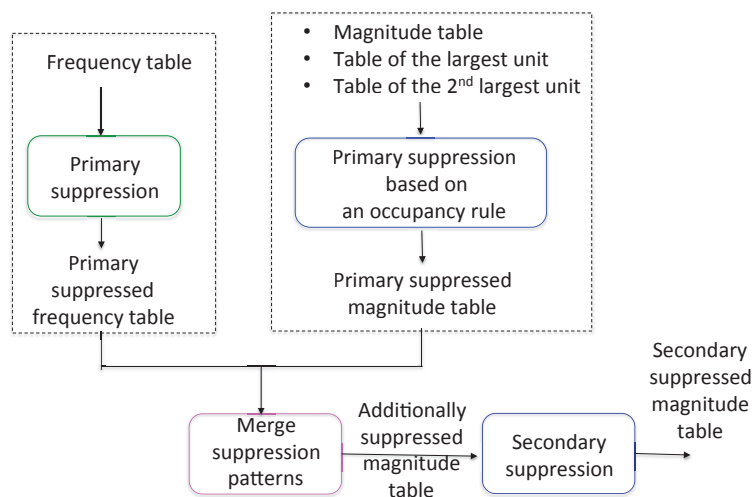 Frequency table
Primary
suppression
Primary
suppressed
frequency table
• Magnitude table
• Table of the largest unit
• Table of the 2nd largest unit
Primary suppression
based on
an occupancy rule
Primary suppressed
magnitude table
Merge
suppression
patterns
Additionally
suppressed
magnitude
table
Secondary
suppression
Secondary
suppressed
magnitude
table